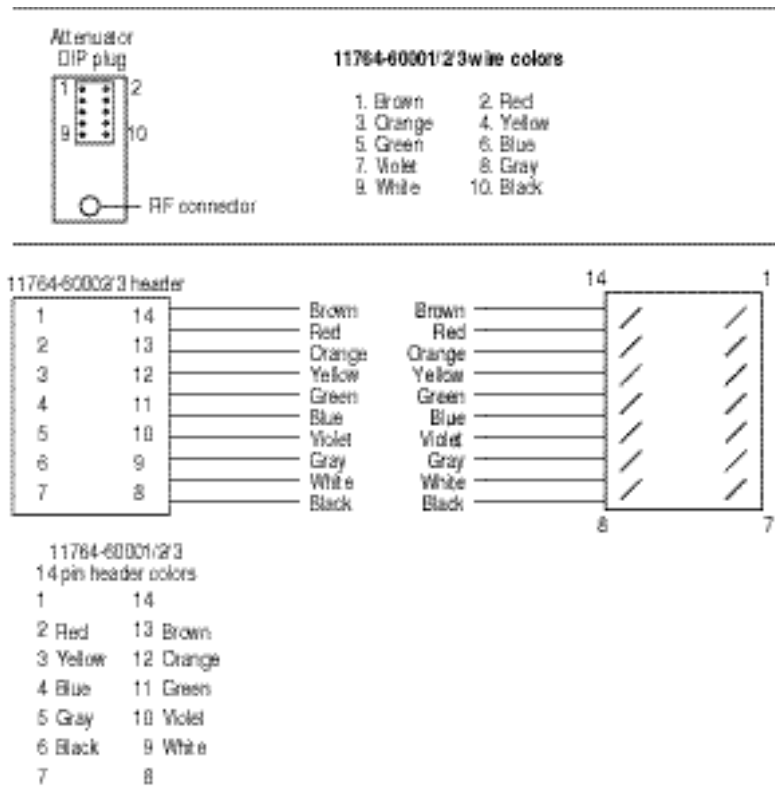 Attenuator
DIP plug
1 2
9 10
RF connector
11764-60001/2/3 wire colors
1. Brown 2. Red
3. Orange 4. Yellow
5. Green 6. Blue
7. Violet 8. Gray
9. White 10. Black
11764-60002/3 header
1 14
2 13
3 12
4 11
5 10
6 9
7 8
Brown
Red
Orange
Yellow
Green
Blue
Violet
Gray
White
Black
Brown
Red
Orange
Yellow
Green
Blue
Violet
Gray
White
Black
14 1
8 7
11764-60001/2/3
14 pin header colors
1 14
2 Red 13 Brown
3 Yellow 12 Orange
4 Blue 11 Green
5 Gray 10 Violet
6 Black 9 White
7 8